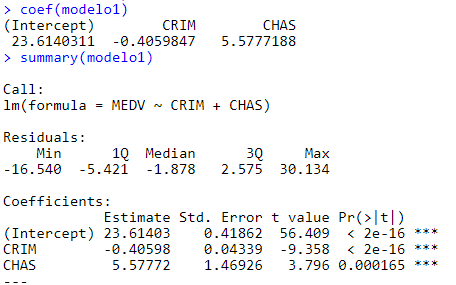 > coef(modelo1)
(Intercept)        CRIM        CHAS
 23.6140311  -0.4059847   5.5777188
> summary(modelo1)

Call:
lm(formula = MEDV ~ CRIM + CHAS)

Residuals:
    Min      1Q  Median      3Q     Max
-16.540  -5.421  -1.878   2.575  30.134

Coefficients:
            Estimate Std. Error t value Pr(>|t|)
(Intercept) 23.61403    0.41862  56.409  < 2e-16 ***
CRIM        -0.40598    0.04339  -9.358  < 2e-16 ***
CHAS         5.57772    1.46926   3.796 0.000165 ***
---